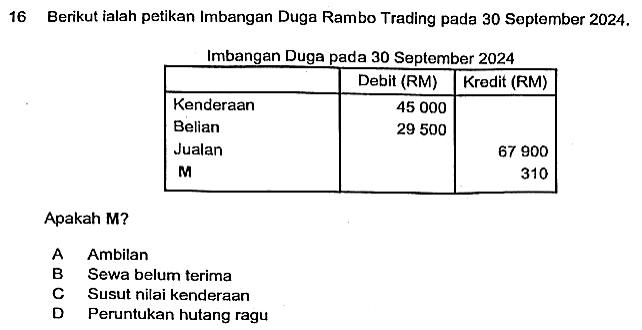 16 Berikut ialah petikan Imbangan Duga Rambo Trading pada 30 September 2024.
Imbangan Duga pada 30 September 2024
Debit (RM) Kredit (RM)
Kenderaan 45 000
Belian 29 500
Jualan 67 900
M 310
Apakah M?
A Ambilan
B Sewa belum terima
C Susut nilai kenderaan
D Peruntukan hutang ragu